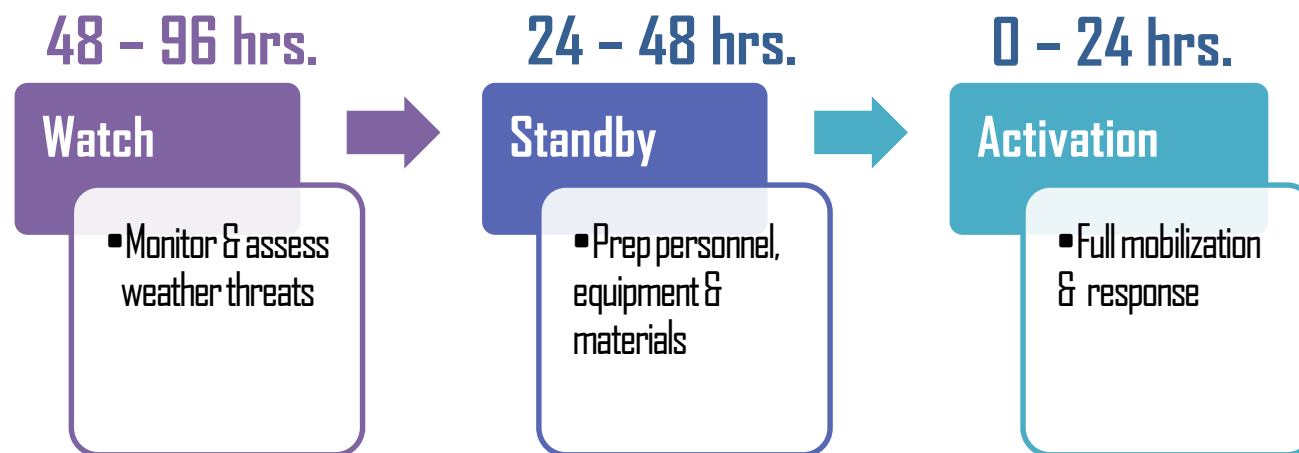 48 – 96 hrs.
Watch
▪Monitor & assess
weather threats
24 – 48 hrs.
Standby
▪Prep personnel,
equipment &
materials
0 – 24 hrs.
Activation
▪Full mobilization
& response